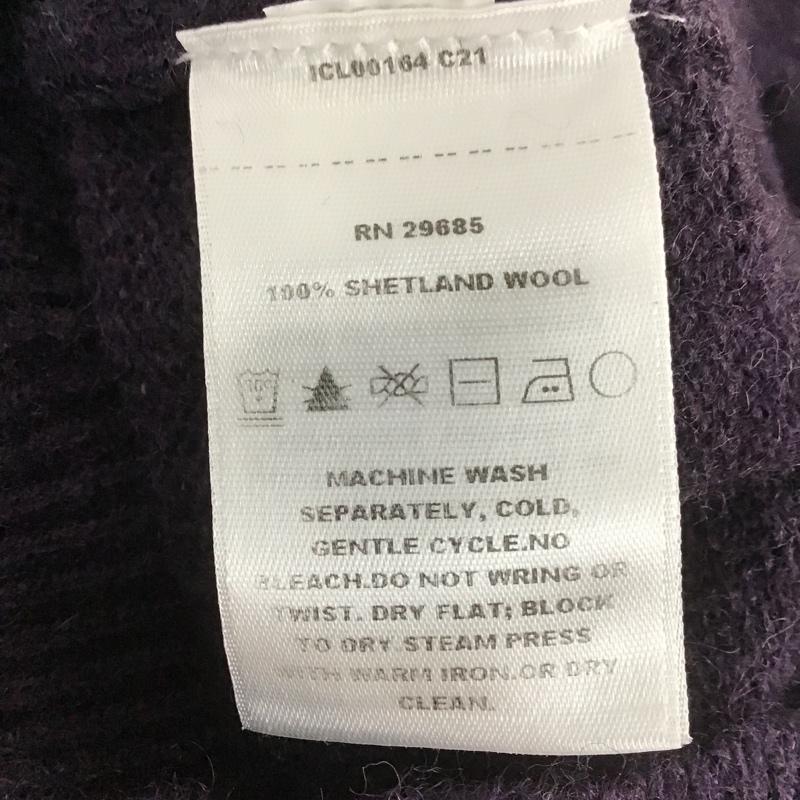 ICL00164 C21
RN 29685
100% SHETLAND WOOL
MACHINE WASH
SEPARATELY, COLD,
GENTLE CYCLE.NO
BLEACH.DO NOT WRING OR
TWIST. DRY FLAT; BLOCK
TO DRY.STEAM PRESS
WITH WARM IRON.OR DRY
CLEAN.